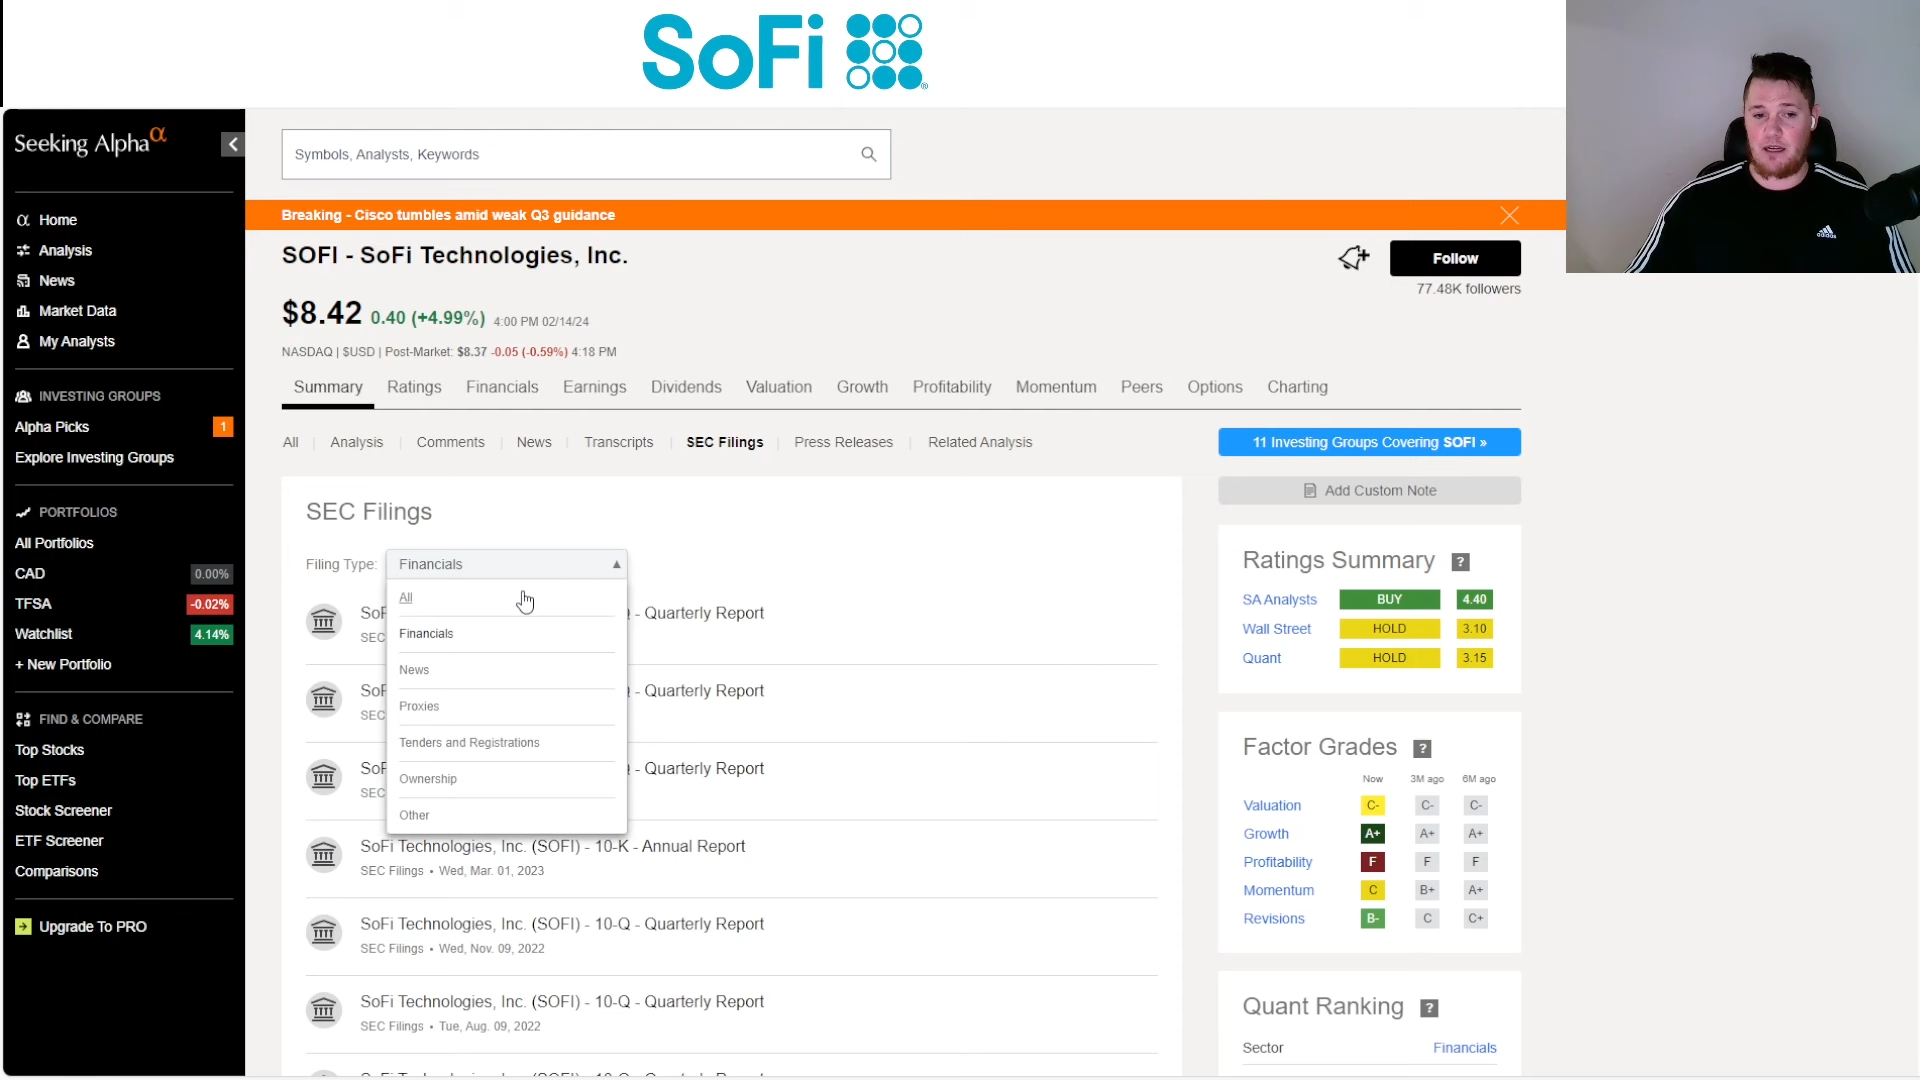 SoFi
Seeking Alpha α
Symbols, Analysts, Keywords
Home
Analysis
News
Market Data
My Analysts
INVESTING GROUPS
Alpha Picks 1
Explore Investing Groups
PORTFOLIOS
All Portfolios
CAD 0.00%
TFSA -0.02%
Watchlist 4.14%
+ New Portfolio
FIND & COMPARE
Top Stocks
Top ETFs
Stock Screener
ETF Screener
Comparisons
Upgrade To PRO
Breaking - Cisco tumbles amid weak Q3 guidance
SOFI - SoFi Technologies, Inc.
Follow
77.48K followers
$8.42 0.40 (+4.99%) 4:00 PM 02/14/24
NASDAQ | $USD | Post-Market: $8.37 -0.05 (-0.59%) 4:18 PM
Summary Ratings Financials Earnings Dividends Valuation Growth Profitability Momentum Peers Options Charting
All | Analysis | Comments | News | Transcripts | SEC Filings | Press Releases | Related Analysis
11 Investing Groups Covering SOFI »
SEC Filings
Filing Type: Financials ▲
All
Financials
News
Proxies
Tenders and Registrations
Ownership
Other
- Quarterly Report
SEC
- Quarterly Report
SEC
- Quarterly Report
SEC
SoFi Technologies, Inc. (SOFI) - 10-K - Annual Report
SEC Filings • Wed, Mar. 01, 2023
SoFi Technologies, Inc. (SOFI) - 10-Q - Quarterly Report
SEC Filings • Wed, Nov. 09, 2022
SoFi Technologies, Inc. (SOFI) - 10-Q - Quarterly Report
SEC Filings • Tue, Aug. 09, 2022
Add Custom Note
Ratings Summary ?
SA Analysts BUY 4.40
Wall Street HOLD 3.10
Quant HOLD 3.15
Factor Grades ?
Now 3M ago 6M ago
Valuation C- C- C-
Growth A+ A+ A+
Profitability F F F
Momentum C B+ A+
Revisions B- C C+
Quant Ranking ?
Sector Financials
adidas